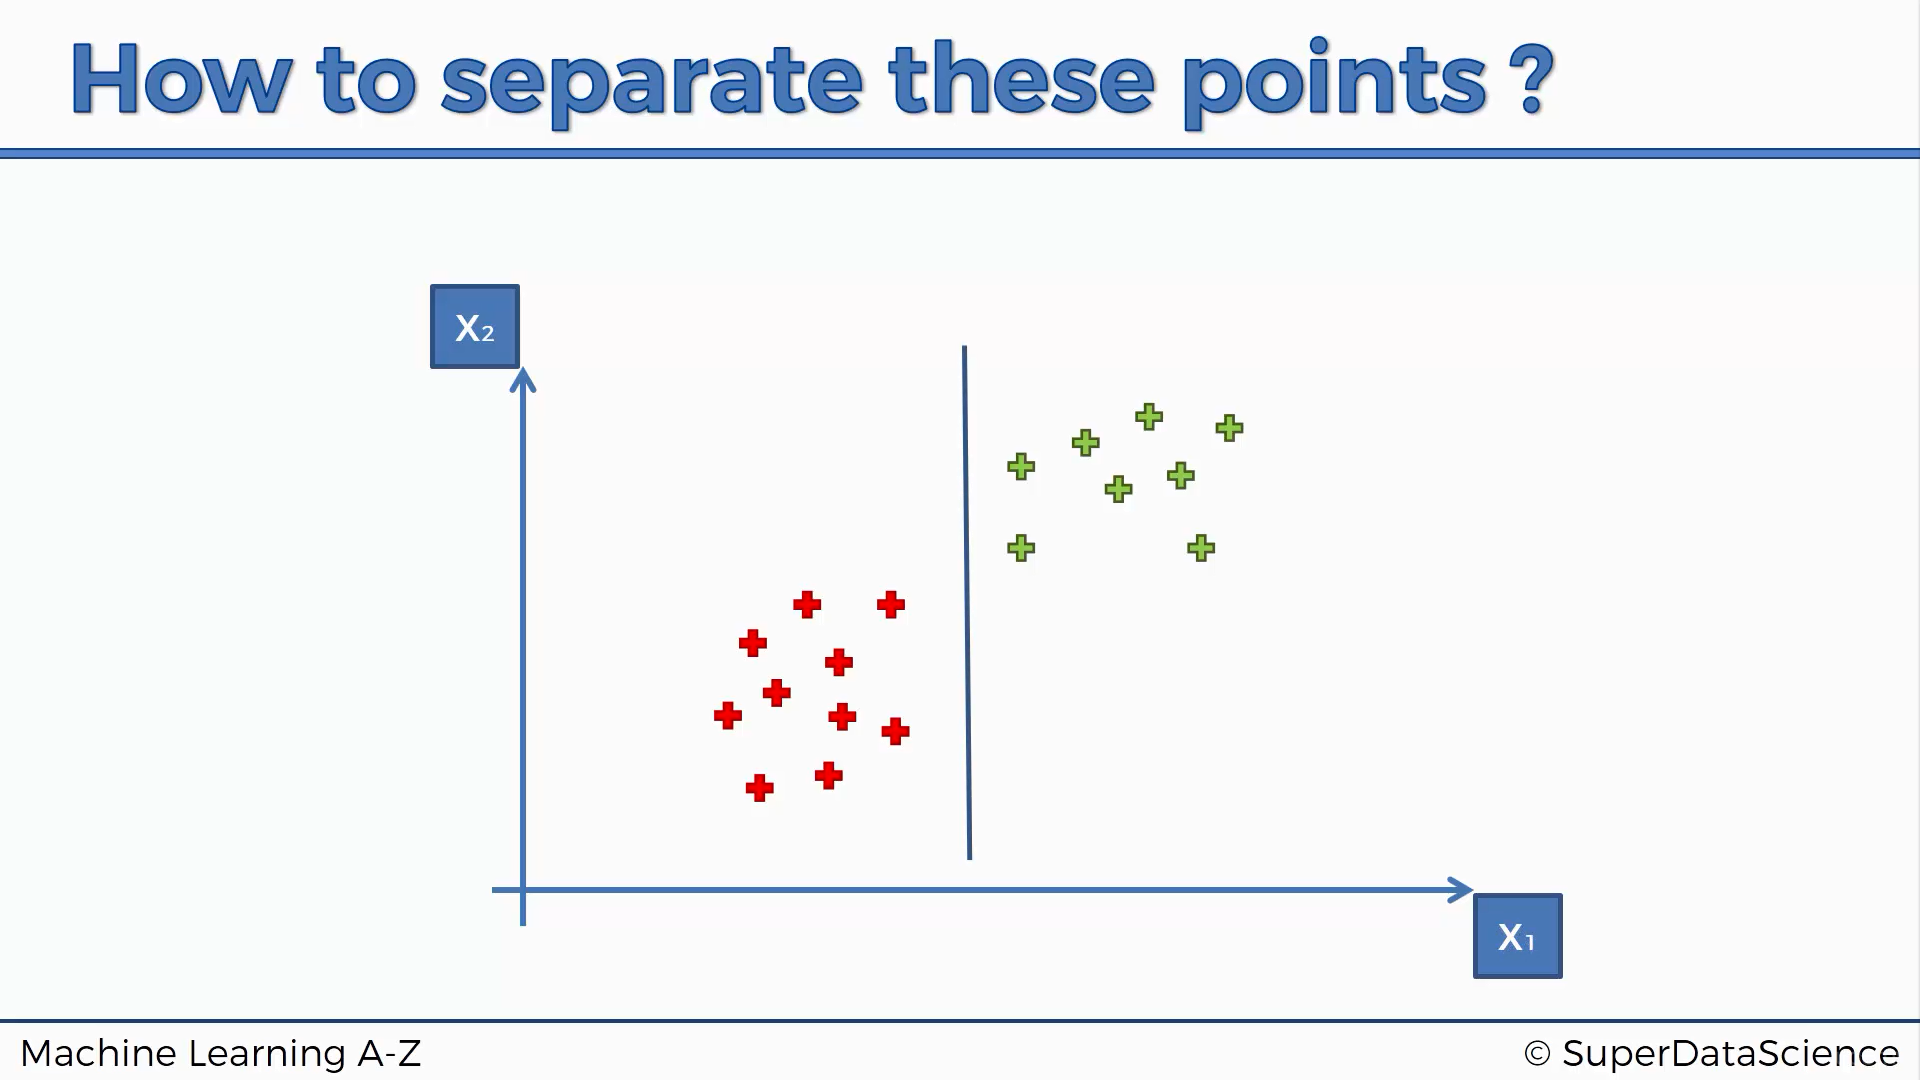 How to separate these points ?
X₂
X₁
Machine Learning A-Z
© SuperDataScience